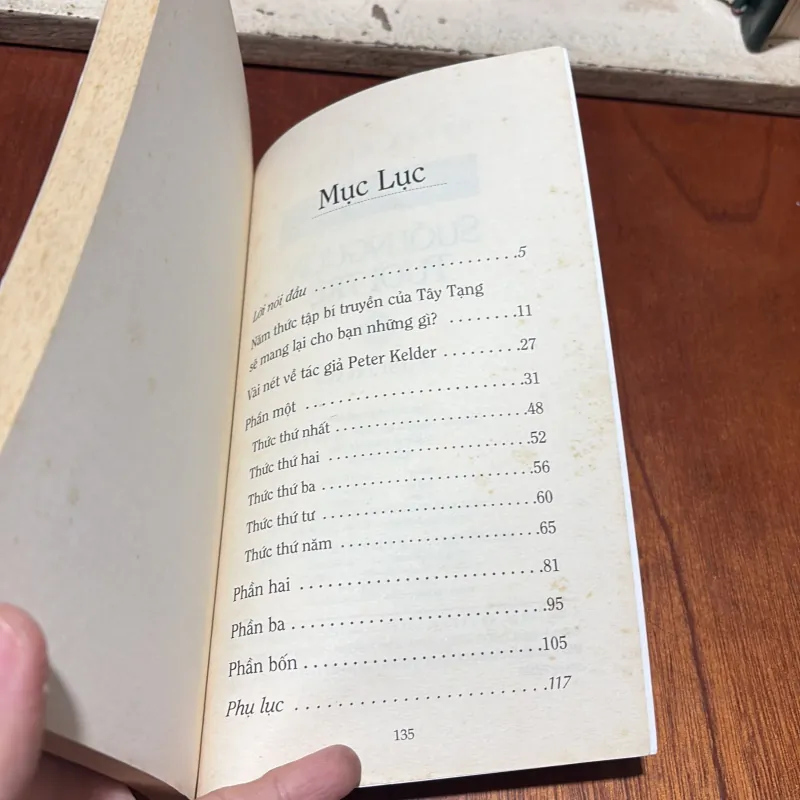 Mục Lục
Lời nói đầu . . . . . . . . . . . . . . . . . . . . . . . .5
Năm thức tập bí truyền của Tây Tạng
sẽ mang lại cho bạn những gì? . . . . . . . .11
Vài nét về tác giả Peter Kelder . . . . . . . . .27
Phần một . . . . . . . . . . . . . . . . . . . . . . . . .31
Thức thứ nhất . . . . . . . . . . . . . . . . . . . . . .48
Thức thứ hai . . . . . . . . . . . . . . . . . . . . . . .52
Thức thứ ba . . . . . . . . . . . . . . . . . . . . . . . .56
Thức thứ tư . . . . . . . . . . . . . . . . . . . . . . . .60
Thức thứ năm . . . . . . . . . . . . . . . . . . . . . .65
Phần hai . . . . . . . . . . . . . . . . . . . . . . . . . .81
Phần ba . . . . . . . . . . . . . . . . . . . . . . . . . . .95
Phần bốn . . . . . . . . . . . . . . . . . . . . . . . . .105
Phụ lục . . . . . . . . . . . . . . . . . . . . . . . . . .117
135